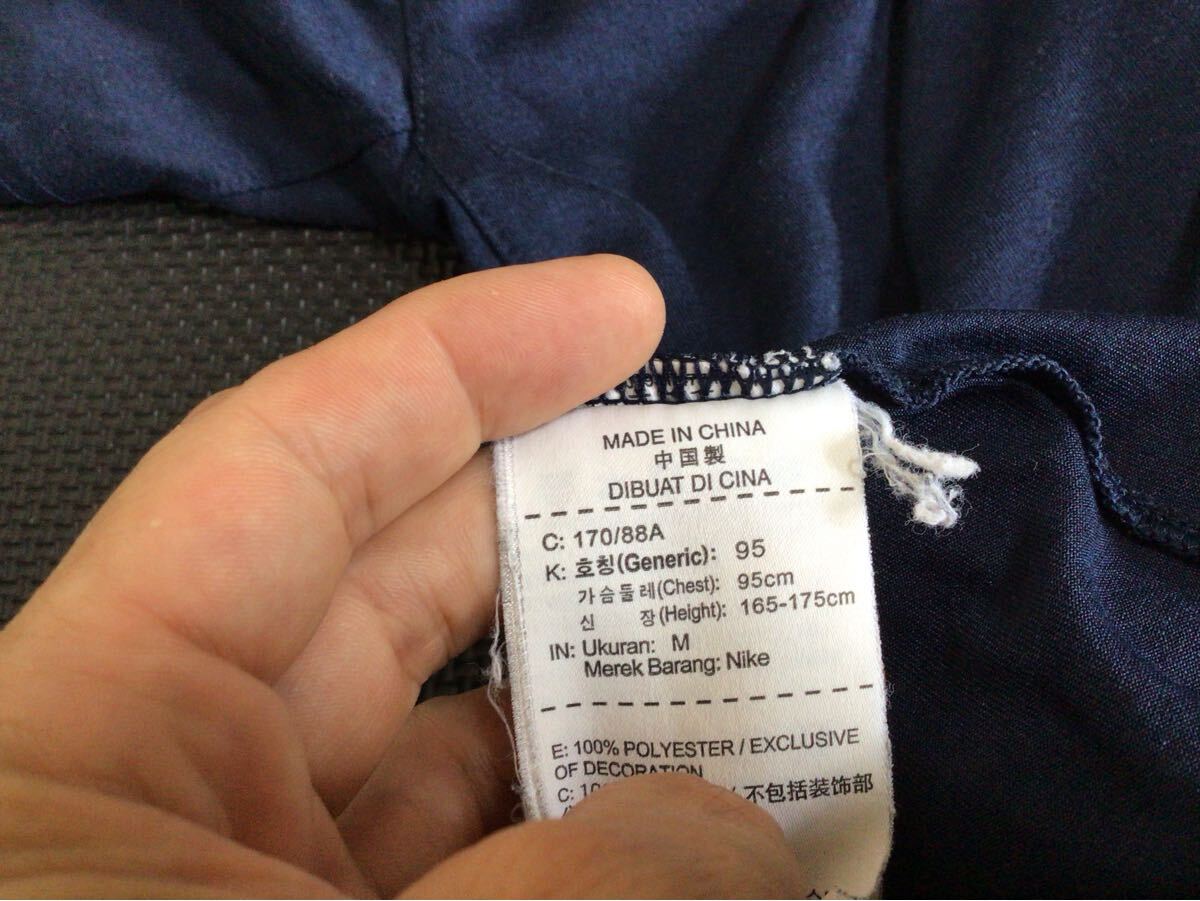 MADE IN CHINA
中国製
DIBUAT DI CINA
C: 170/88A
K: 호칭(Generic): 95
가슴둘레(Chest): 95cm
신 장(Height): 165-175cm
IN: Ukuran: M
Merek Barang: Nike
E: 100% POLYESTER / EXCLUSIVE
OF DECORATION
C: 不包括装饰部